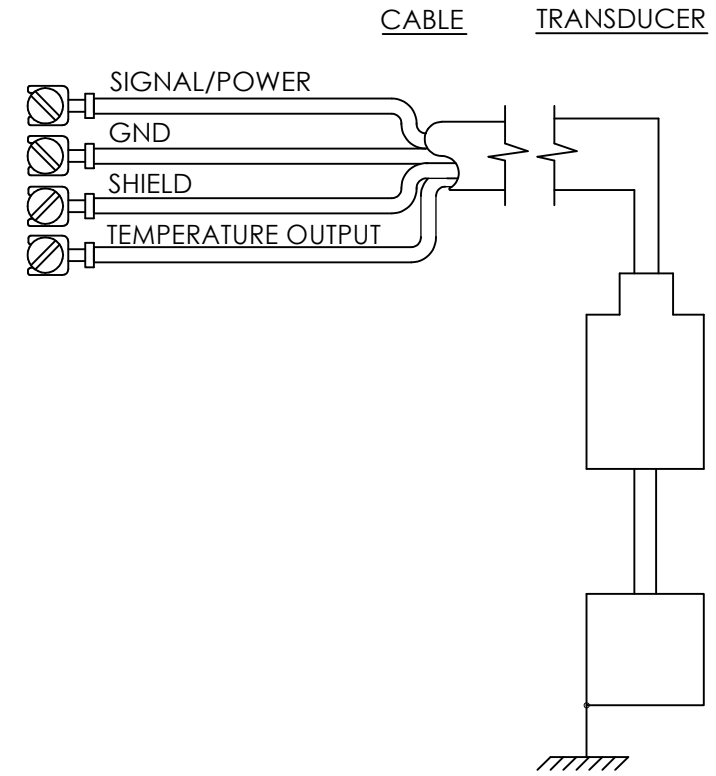 CABLE TRANSDUCER
SIGNAL/POWER
GND
SHIELD
TEMPERATURE OUTPUT